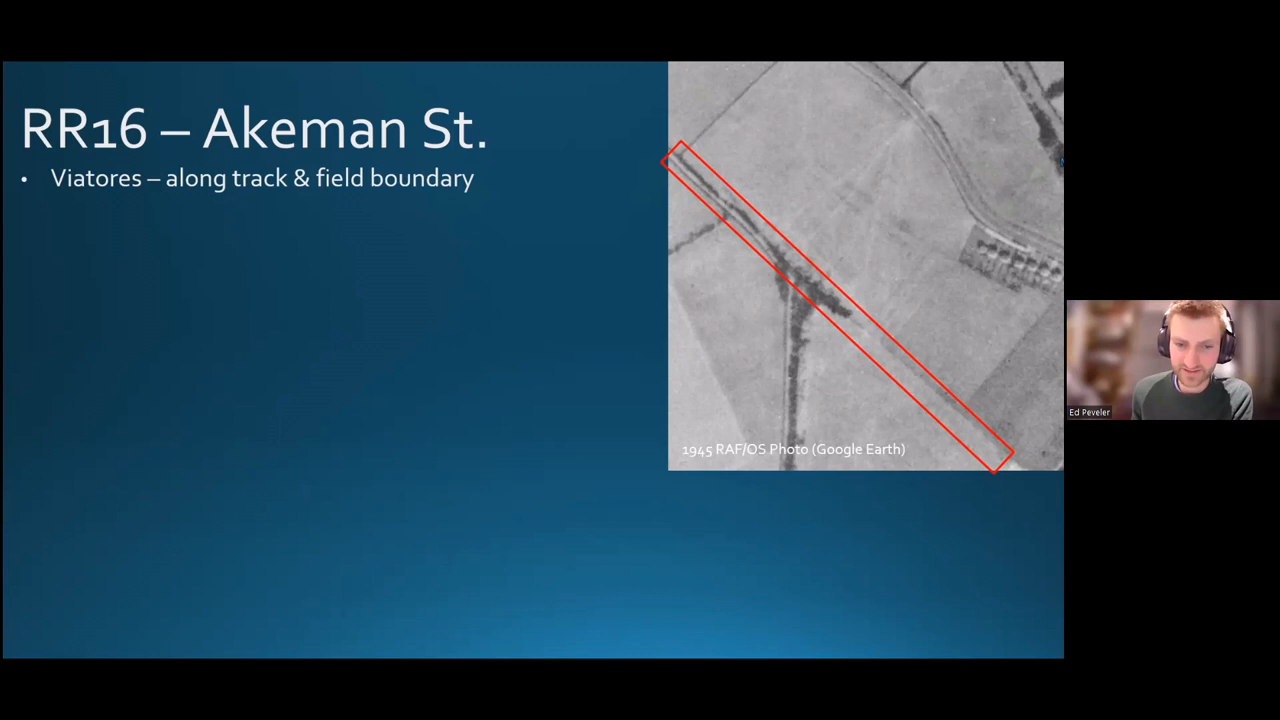 RR16 – Akeman St.
• Viatores – along track & field boundary
1945 RAF/OS Photo (Google Earth)
Ed Peveler